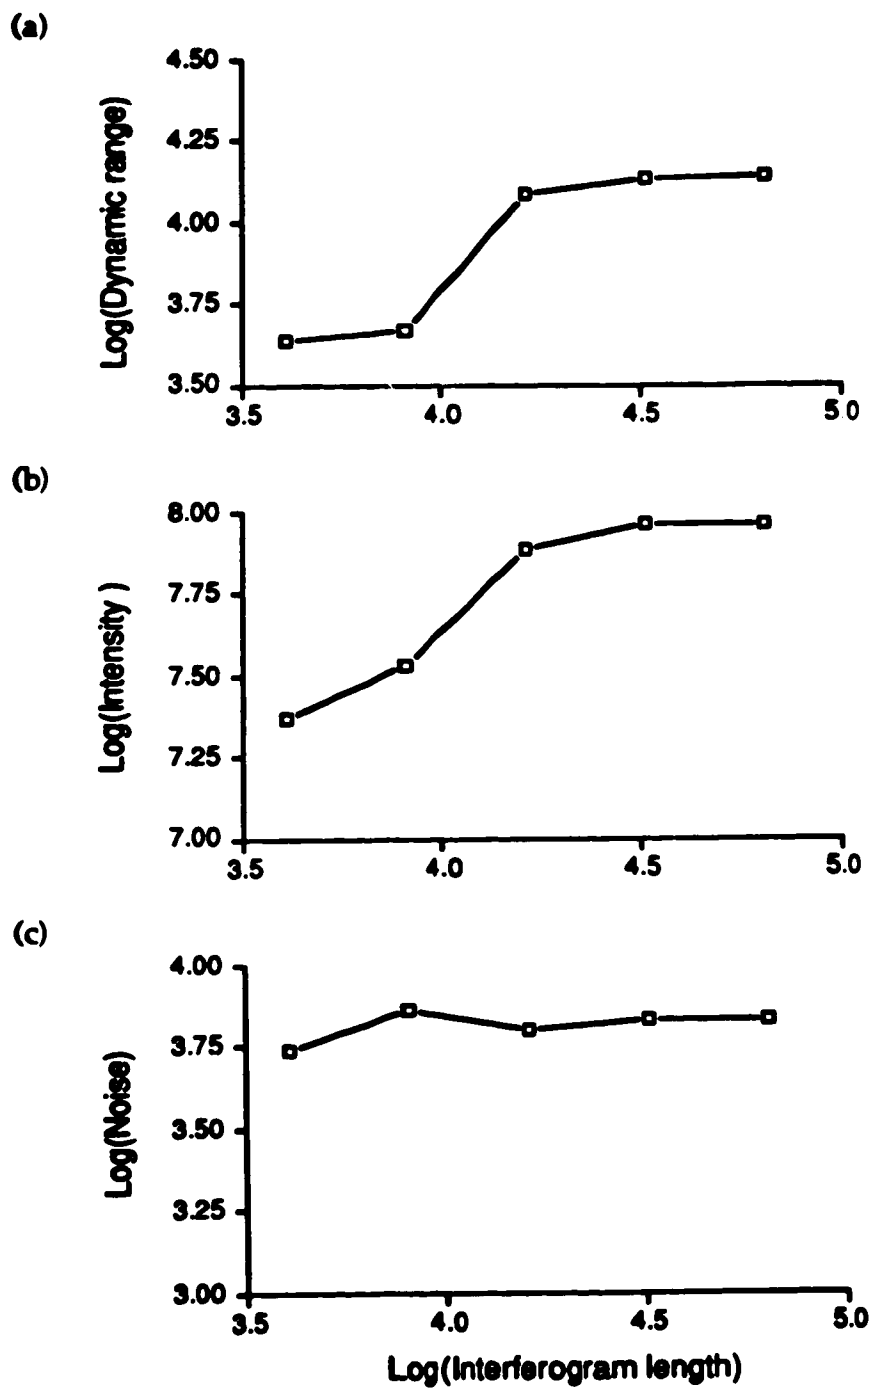 (a)
Log(Dynamic range)
4.50
4.25
4.00
3.75
3.50
3.5 4.0 4.5 5.0
(b)
Log(Intensity )
8.00
7.75
7.50
7.25
7.00
3.5 4.0 4.5 5.0
(c)
Log(Noise)
4.00
3.75
3.50
3.25
3.00
3.5 4.0 4.5 5.0
Log(Interferogram length)